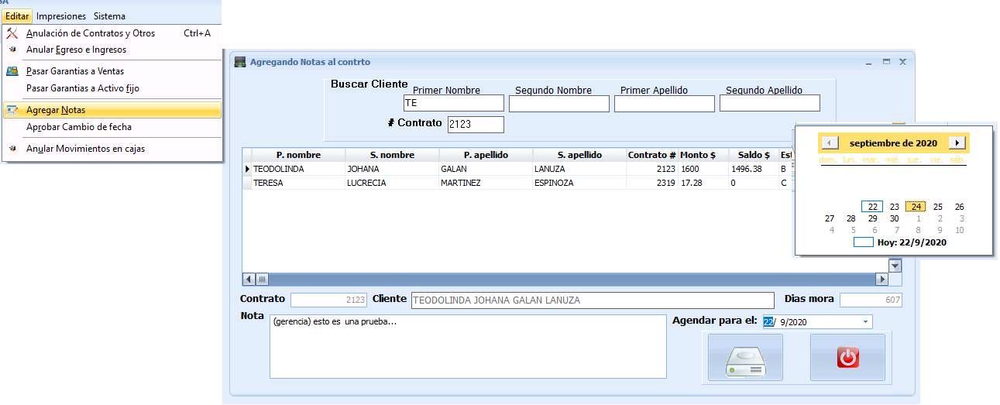 Editar Impresiones Sistema
Anulación de Contratos y Otros Ctrl+A
Anular Egreso e Ingresos
Pasar Garantias a Ventas
Pasar Garantias a Activo fijo
Agregar Notas
Aprobar Cambio de fecha
Anular Movimientos en cajas
Agregando Notas al contrto
Buscar Cliente
Primer Nombre Segundo Nombre Primer Apellido Segundo Apellido
TE
# Contrato 2123
P. nombre S. nombre P. apellido S. apellido Contrato # Monto $ Saldo $ Est
TEODOLINDA JOHANA GALAN LANUZA 2123 1600 1496.38 B
TERESA LUCRECIA MARTINEZ ESPINOZA 2319 17.28 0 C
septiembre de 2020
dom. lun. mar. mié. jue. vie. sáb.
22 23 24 25 26
27 28 29 30 1 2 3
4 5 6 7 8 9 10
Hoy: 22/9/2020
Contrato 2123 Cliente TEODOLINDA JOHANA GALAN LANUZA Dias mora 607
Nota (gerencia) esto es una prueba... Agendar para el: 22/ 9/2020